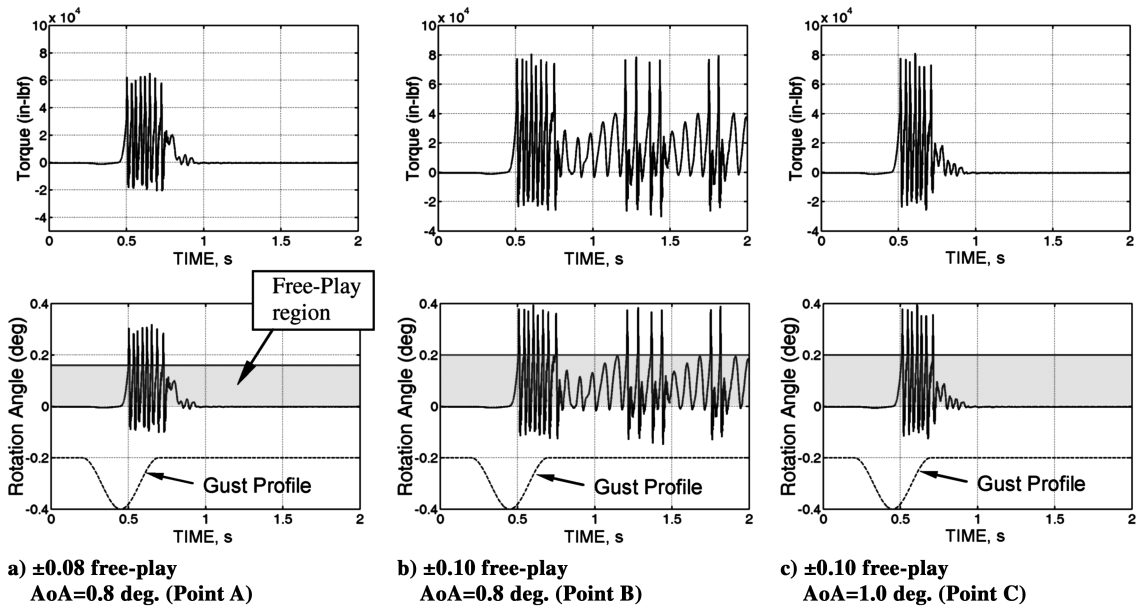 10 x 10⁴
8
6
4
2
0
-2
-4
Torque (in-lbf)
0 0.5 1 1.5 2
TIME, s
10 x 10⁴
8
6
4
2
0
-2
-4
Torque (in-lbf)
0 0.5 1 1.5 2
TIME, s
10 x 10⁴
8
6
4
2
0
-2
-4
Torque (in-lbf)
0 0.5 1 1.5 2
TIME, s
Free-Play
region
0.4
0.2
0
-0.2
-0.4
Rotation Angle (deg)
Gust Profile
0 0.5 1 1.5 2
TIME, s
0.4
0.2
0
-0.2
-0.4
Rotation Angle (deg)
Gust Profile
0 0.5 1 1.5 2
TIME, s
0.4
0.2
0
-0.2
-0.4
Rotation Angle (deg)
Gust Profile
0 0.5 1 1.5 2
TIME, s
a) ±0.08 free-play
AoA=0.8 deg. (Point A)
b) ±0.10 free-play
AoA=0.8 deg. (Point B)
c) ±0.10 free-play
AoA=1.0 deg. (Point C)